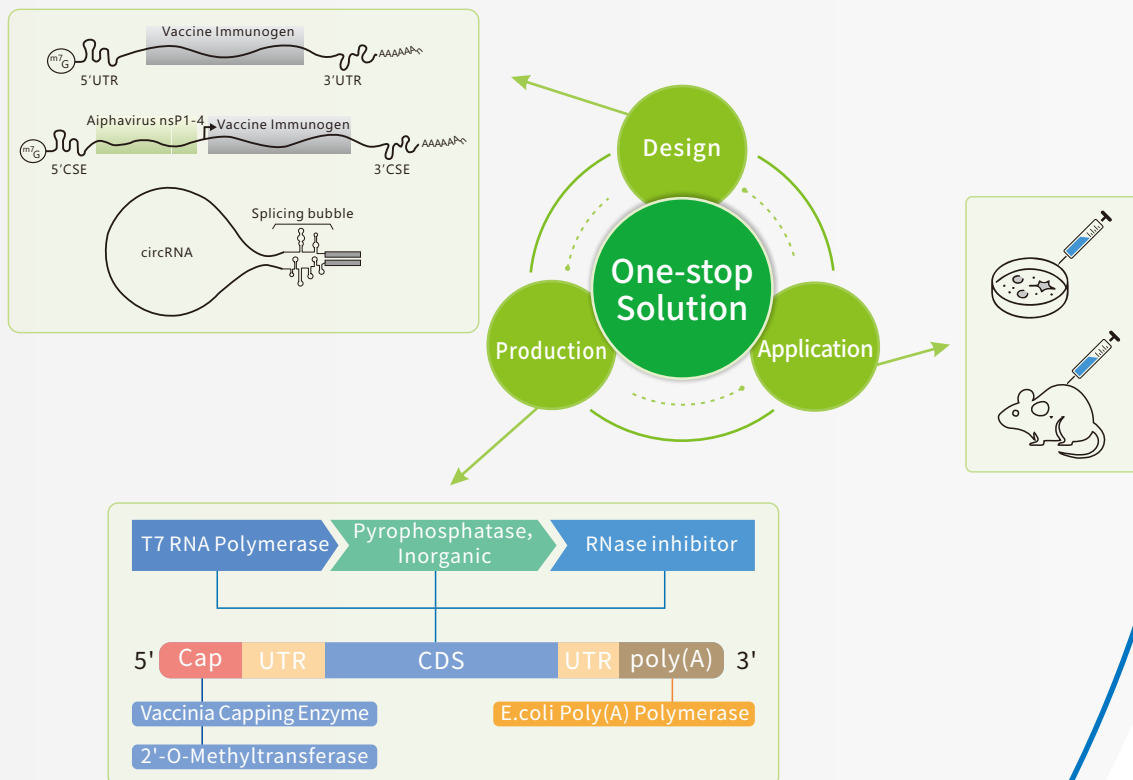 Vaccine Immunogen
m7G
AAAAAAn
5'UTR
3'UTR
Aiphavirus nsP1-4
Vaccine Immunogen
m7G
AAAAAAn
5'CSE
3'CSE
Splicing bubble
circRNA
Design
One-stop
Solution
Production
Application
T7 RNA Polymerase
Pyrophosphatase,
Inorganic
RNase inhibitor
5'
Cap
UTR
CDS
UTR
poly(A)
3'
Vaccinia Capping Enzyme
E.coli Poly(A) Polymerase
2'-O-Methyltransferase